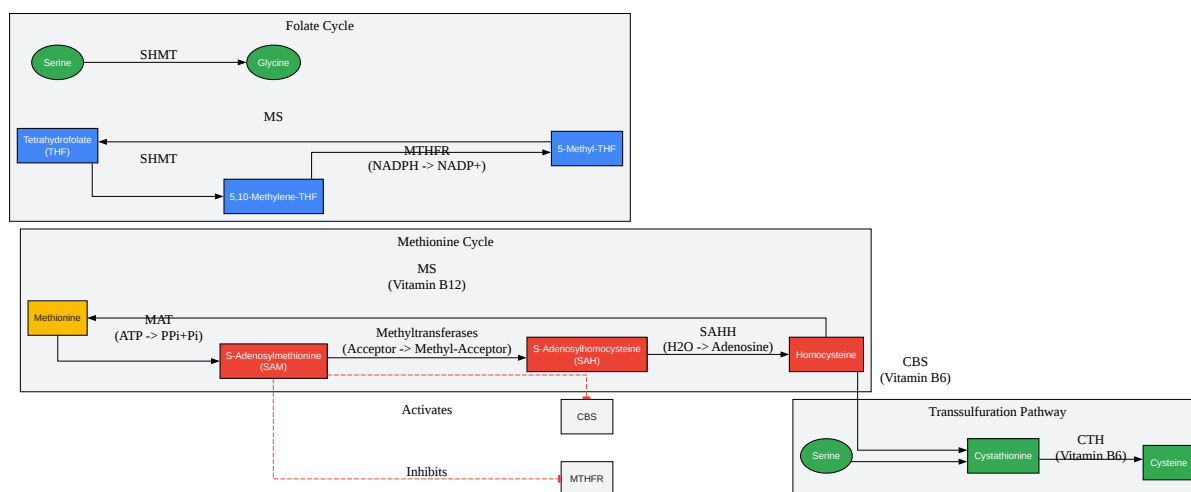 Folate Cycle
Serine
SHMT
Glycine
MS
Tetrahydrofolate
(THF)
SHMT
MTHFR
(NADPH -> NADP+)
5-Methyl-THF
5,10-Methylene-THF
Methionine Cycle
MS
(Vitamin B12)
Methionine
MAT
(ATP -> PPi+Pi)
S-Adenosylmethionine
(SAM)
Methyltransferases
(Acceptor -> Methyl-Acceptor)
S-Adenosylhomocysteine
(SAH)
SAHH
(H2O -> Adenosine)
Homocysteine
CBS
(Vitamin B6)
Activates
CBS
Inhibits
MTHFR
Transsulfuration Pathway
Serine
Cystathionine
CTH
(Vitamin B6)
Cysteine